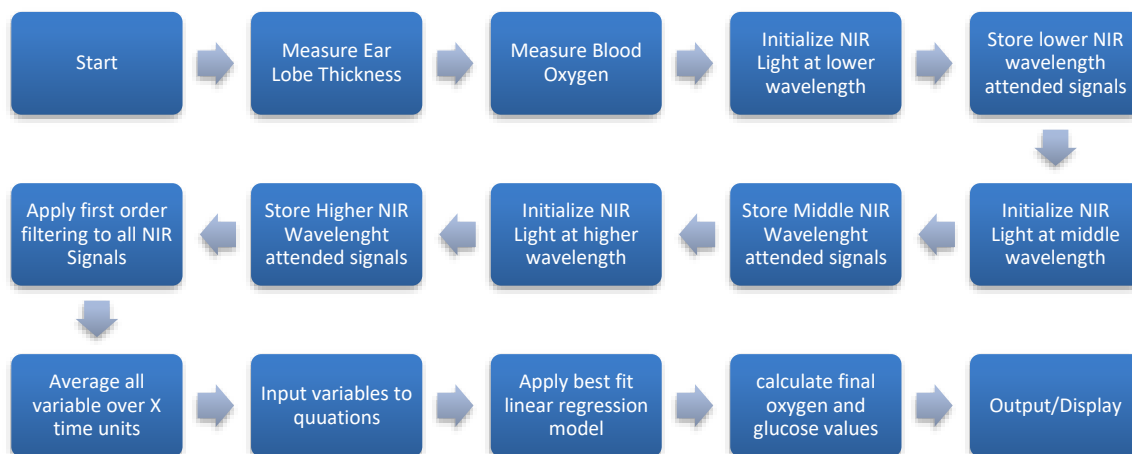 Start
Measure Ear
Lobe Thickness
Measure Blood
Oxygen
Initialize NIR
Light at lower
wavelength
Store lower NIR
wavelength
attended signals
Initialize NIR
Light at middle
wavelength
Store Middle NIR
Wavelenght
attended signals
Initialize NIR
Light at higher
wavelength
Store Higher NIR
Wavelenght
attended signals
Apply first order
filtering to all NIR
Signals
Average all
variable over X
time units
Input variables to
quuations
Apply best fit
linear regression
model
calculate final
oxygen and
glucose values
Output/Display